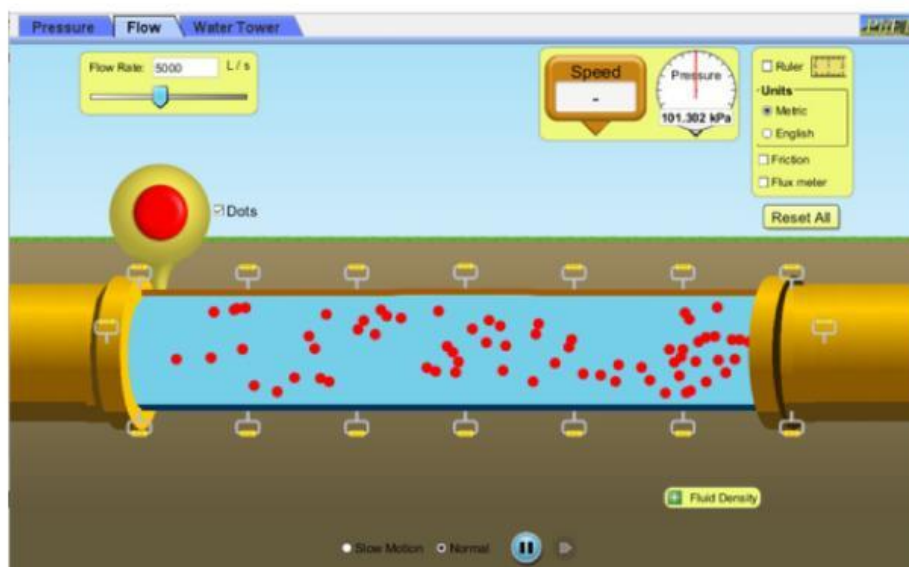 Pressure Flow Water Tower
Flow Rate: 5000 L / s
Speed
-
Pressure
101.302 kPa
Ruler
Units
Metric
English
Friction
Flux meter
Reset All
Dots
Fluid Density
Slow Motion Normal